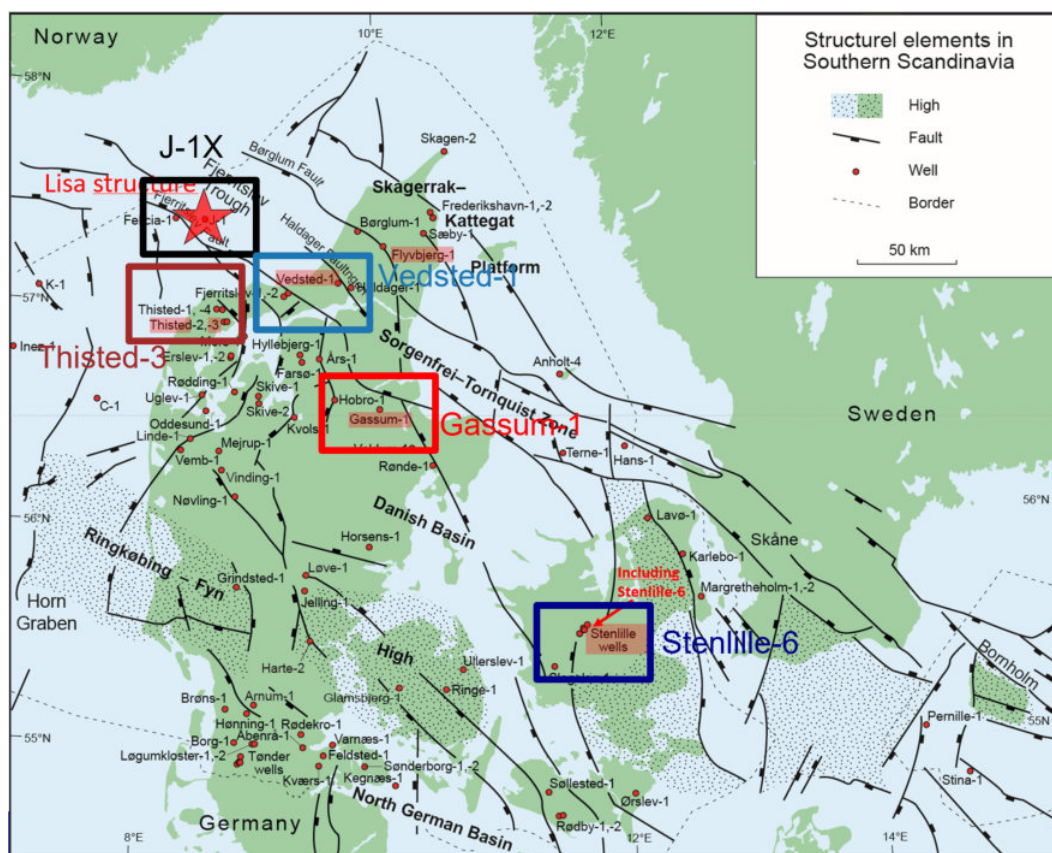 Norway
10°E
12°E
Structurel elements in
Southern Scandinavia
High
Fault
Well
Border
50 km
58°N
Skagen-2
J-1X
Børglum Fault
Fjerritslev
Trough
Lisa structure
Skagerrak–
Kattegat
Platform
Frederikshavn-1,-2
Børglum-1
Sæby-1
Felicia-1
J-1
Fjerritslev Fault
Flyvbjerg-1
K-1
57°N
Vedsted-1
Vedsted-1
Haldager-1
Fjerritslev-1,-2
Thisted-1, -4
Thisted-2,-3
Thisted-3
Erslev-1,-2
Hyllebjerg-1
Års-1
Farsø-1
Sorgenfrei–Tornquist Zone
Anholt-4
Sweden
Rødding-1
Skive-1
Uglev-1
C-1
Skive-2
Hobro-1
Gassum-1
Gassum-1
Oddesund-1
Kvols-1
Linde-1
Mejrup-1
Vemb-1
Vinding-1
Rønde-1
Terne-1
Hans-1
56°N
Nøvling-1
Danish Basin
Lavø-1
Skåne
Horsens-1
Karlebo-1
Ringkøbing – Fyn
High
Grindsted-1
Løve-1
Including
Stenlille-6
Margretheholm-1,-2
Horn
Graben
Jelling-1
Stenlille
wells
Stenlille-6
Harte-2
Ullerslev-1
Bornholm
Glamsbjerg-1
Ringe-1
Brøns-1
Arnum-1
Hønning-1
Rødekro-1
Pernille-1
55N
55°N
Borg-1
Åbenrå-1
Varnæs-1
Løgumkloster-1,-2
Tønder
wells
Feldsted-1
Sønderborg-1,-2
Kværs-1
Kegnæs-1
Stina-1
North German Basin
Søllested-1
Ørslev-1
Rødby-1,-2
8°E
Germany
12°E
14°E